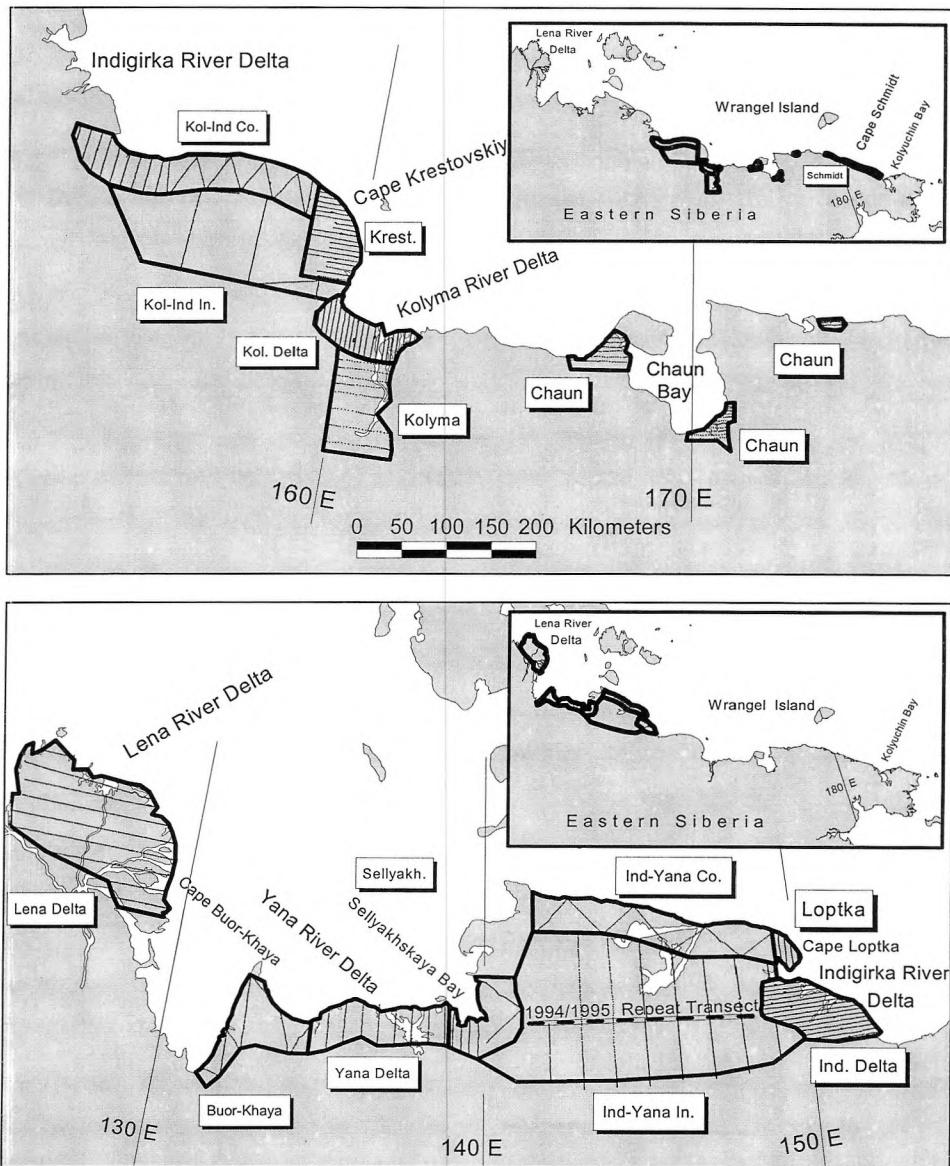 Indigirka River Delta
Kol-Ind Co.
Cape Krestovskiy
Krest.
Kol-Ind In.
Kolyma River Delta
Kol. Delta
Kolyma
Chaun
Chaun
Bay
Chaun
Chaun
160 E
170 E
0 50 100 150 200 Kilometers
Lena River
Delta
Wrangel Island
Cape Schmidt
Kolyuchin Bay
Schmidt
180 E
Eastern Siberia
Lena River Delta
Lena Delta
Cape Buor-Khaya
Yana River Delta
Sellyakh.
Sellyakhskaya Bay
Buor-Khaya
Yana Delta
Ind-Yana Co.
Loptka
Cape Loptka
Indigirka River
Delta
1994/1995 Repeat Transect
Ind. Delta
Ind-Yana In.
130 E
140 E
150 E
Lena River
Delta
Wrangel Island
Kolyuchin Bay
180 E
Eastern Siberia